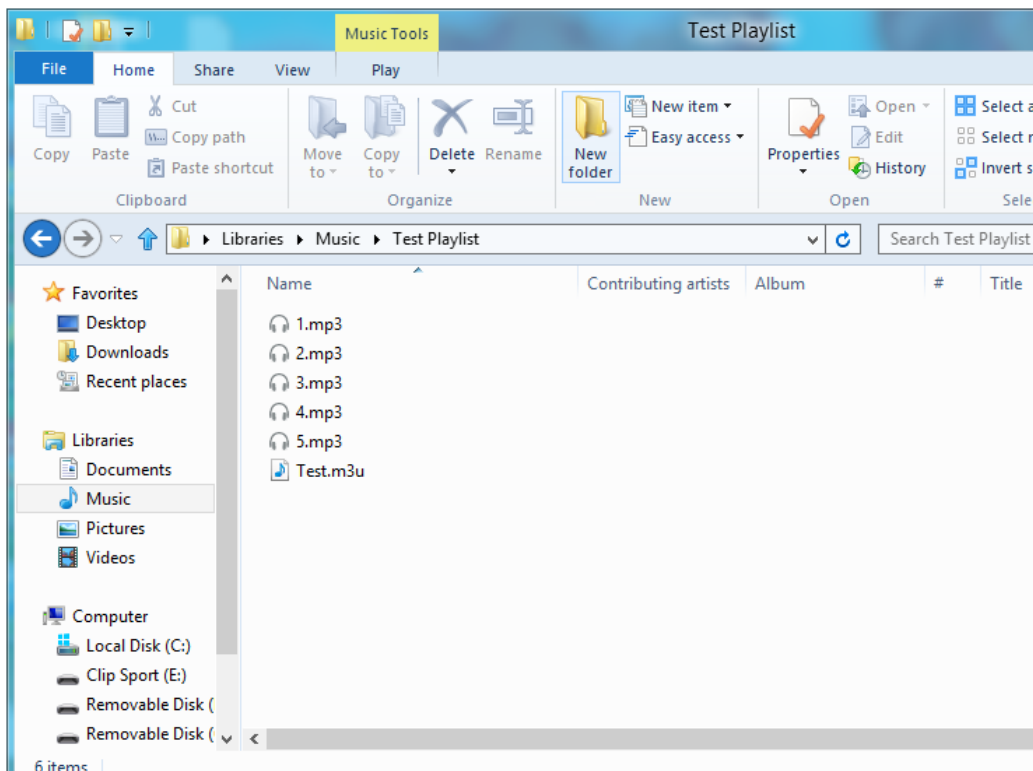 Music Tools
Test Playlist
File Home Share View Play
Copy
Paste
Cut
Copy path
Paste shortcut
Clipboard
Move to
Copy to
Delete
Rename
Organize
New folder
New item
Easy access
New
Properties
Open
Edit
History
Open
Select
Select
Invert
Libraries Music Test Playlist
Search Test Playlist
Name Contributing artists Album # Title
Favorites
Desktop
Downloads
Recent places
Libraries
Documents
Music
Pictures
Videos
Computer
Local Disk (C:)
Clip Sport (E:)
Removable Disk (
Removable Disk (
1.mp3
2.mp3
3.mp3
4.mp3
5.mp3
Test.m3u
6 items